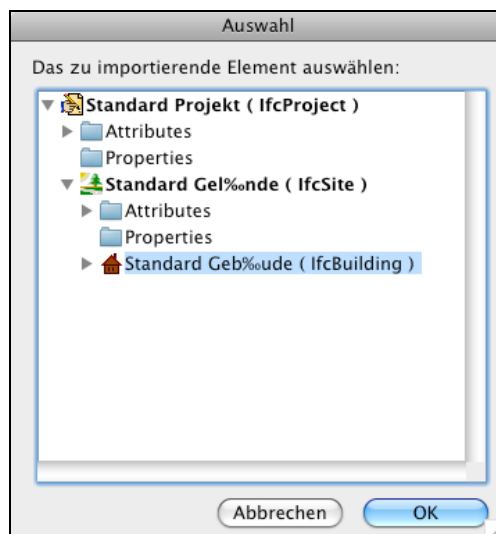 Auswahl
Das zu importierende Element auswählen:
Standard Projekt ( IfcProject )
Attributes
Properties
Standard Gel‰nde ( IfcSite )
Attributes
Properties
Standard Geb‰ude ( IfcBuilding )
Abbrechen OK